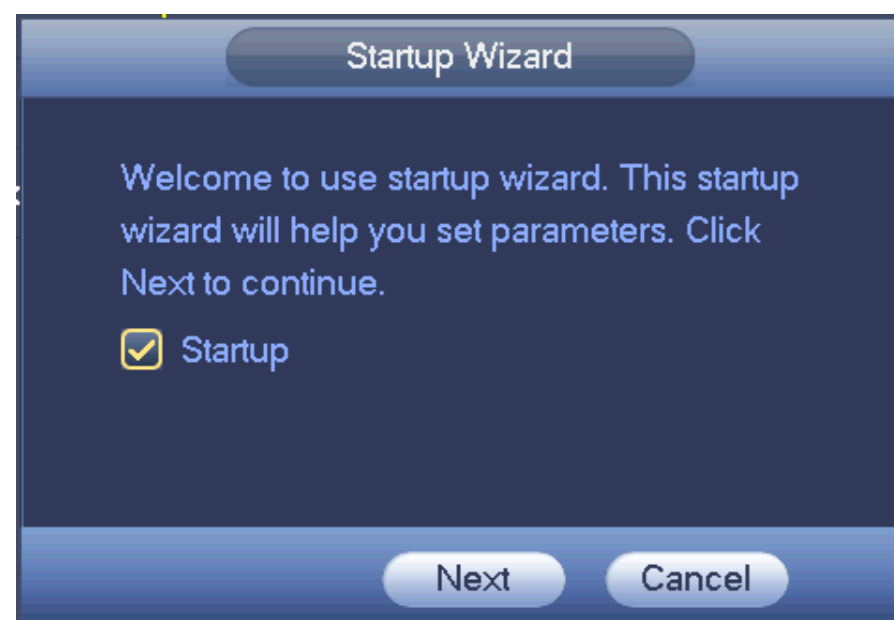 Startup Wizard
Welcome to use startup wizard. This startup
wizard will help you set parameters. Click
Next to continue.
Startup
Next Cancel